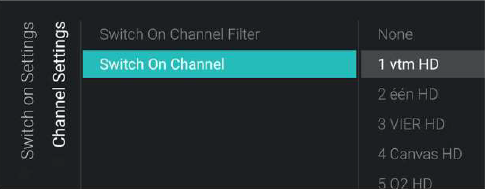 Switch on Settings
Channel Settings
Switch On Channel Filter
Switch On Channel
None
1 vtm HD
2 één HD
3 VIER HD
4 Canvas HD
5 Q2 HD